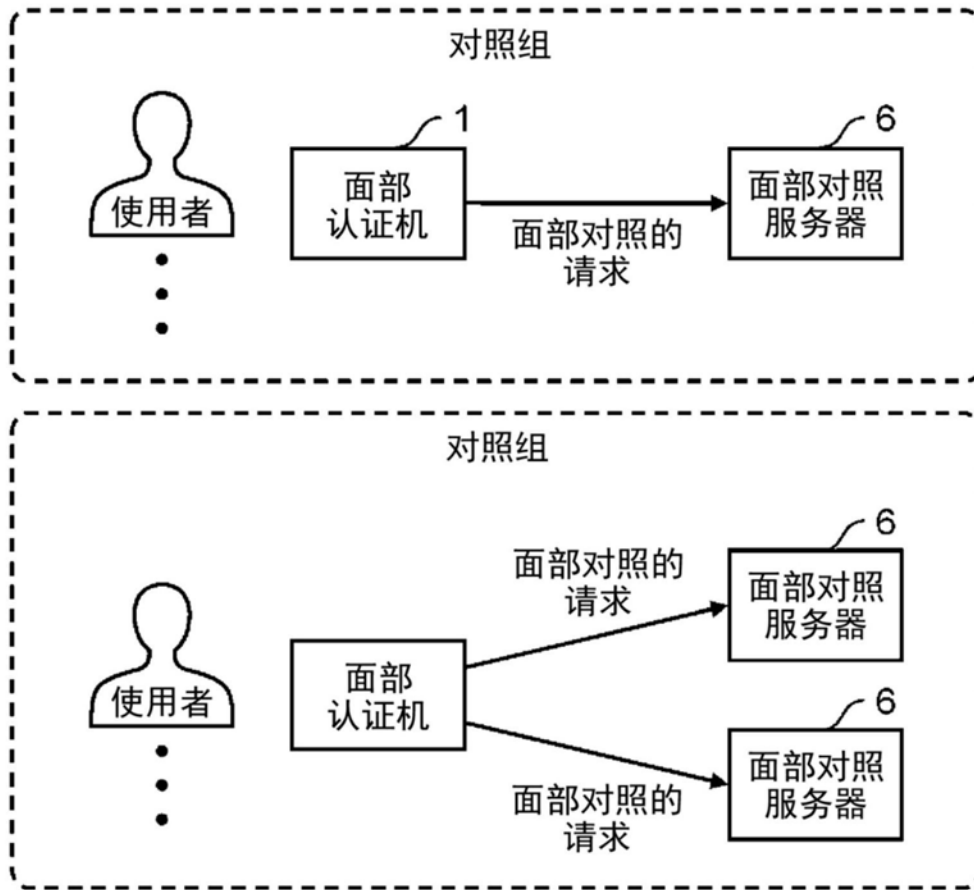 对照组
1
6
使用者
面部
认证机
面部对照的
请求
面部对照
服务器
对照组
6
面部对照的
请求
面部对照
服务器
使用者
面部
认证机
6
面部对照的
请求
面部对照
服务器